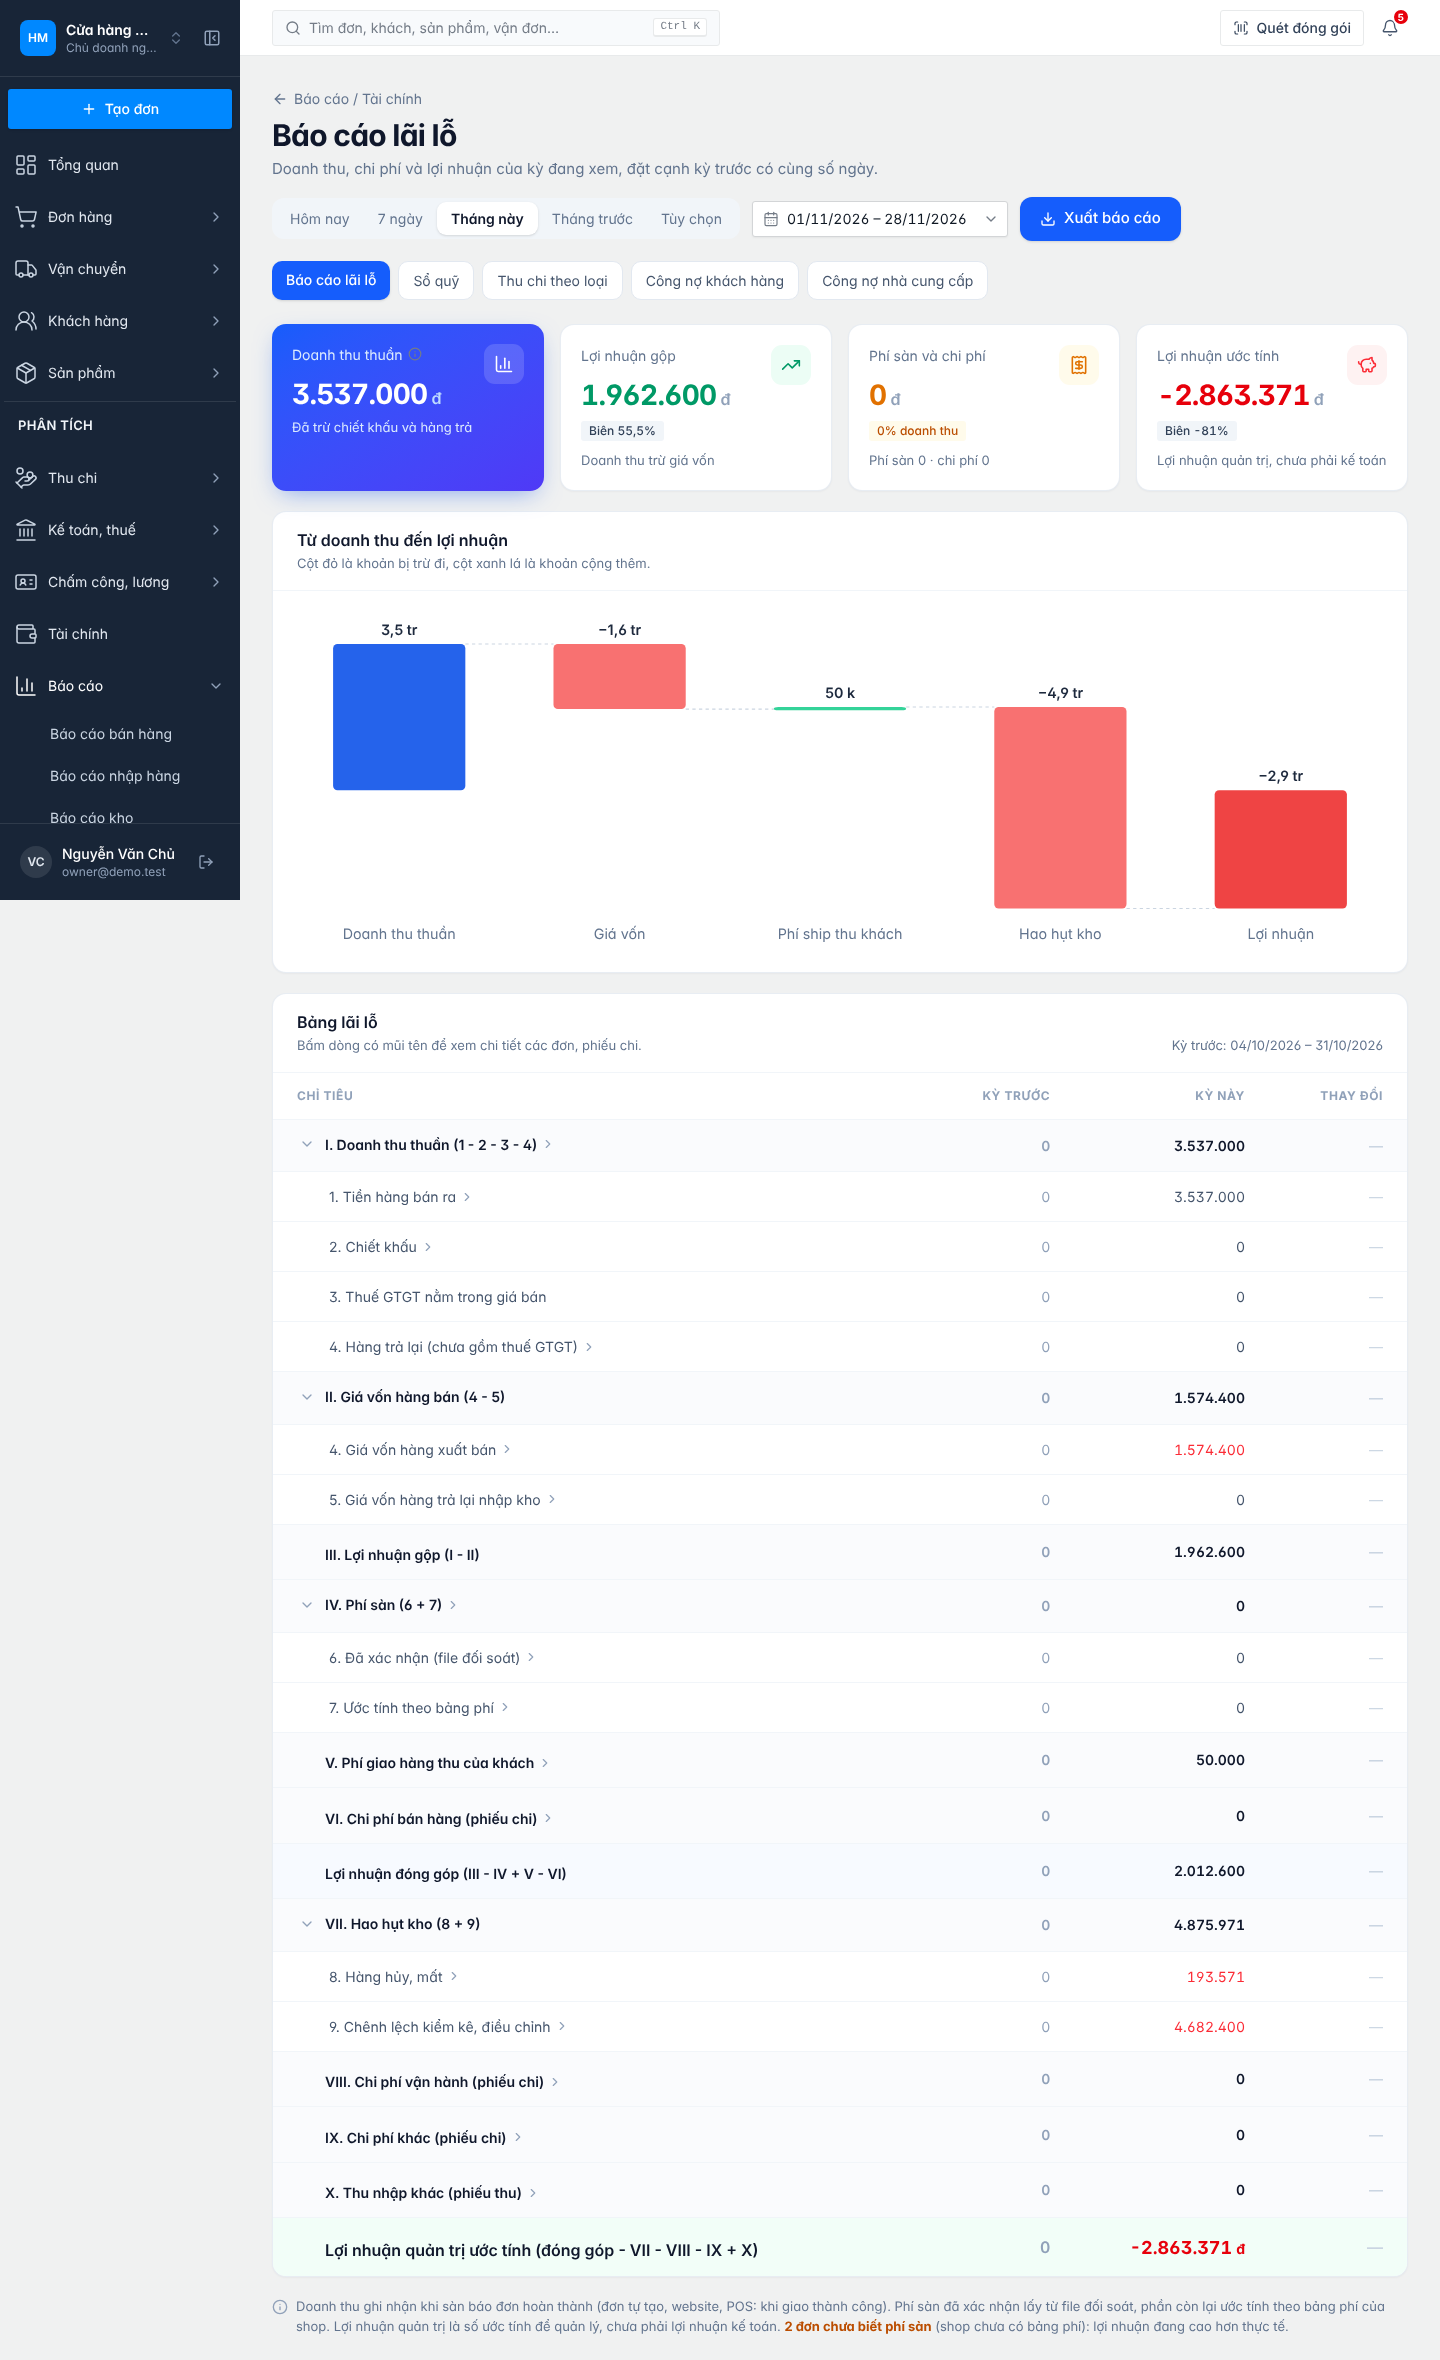 HM
Cửa hàng ...
Chủ doanh ng...
Tìm đơn, khách, sản phẩm, vận đơn...
Ctrl K
Quét đóng gói
5
Tạo đơn
Tổng quan
Đơn hàng
Vận chuyển
Khách hàng
Sản phẩm
PHÂN TÍCH
Thu chi
Kế toán, thuế
Chấm công, lương
Tài chính
Báo cáo
Báo cáo bán hàng
Báo cáo nhập hàng
Báo cáo kho
VC
Nguyễn Văn Chủ
owner@demo.test
Báo cáo / Tài chính
Báo cáo lãi lỗ
Doanh thu, chi phí và lợi nhuận của kỳ đang xem, đặt cạnh kỳ trước có cùng số ngày.
Hôm nay 7 ngày Tháng này Tháng trước Tùy chọn
01/11/2026 – 28/11/2026
Xuất báo cáo
Báo cáo lãi lỗ
Sổ quỹ
Thu chi theo loại
Công nợ khách hàng
Công nợ nhà cung cấp
Doanh thu thuần
3.537.000 đ
Đã trừ chiết khấu và hàng trả
Lợi nhuận gộp
1.962.600 đ
Biên 55,5%
Doanh thu trừ giá vốn
Phí sàn và chi phí
0 đ
0% doanh thu
Phí sàn 0 · chi phí 0
Lợi nhuận ước tính
-2.863.371 đ
Biên -81%
Lợi nhuận quản trị, chưa phải kế toán
Từ doanh thu đến lợi nhuận
Cột đỏ là khoản bị trừ đi, cột xanh lá là khoản cộng thêm.
3,5 tr
−1,6 tr
50 k
−4,9 tr
−2,9 tr
Doanh thu thuần Giá vốn Phí ship thu khách Hao hụt kho Lợi nhuận
Bảng lãi lỗ
Bấm dòng có mũi tên để xem chi tiết các đơn, phiếu chi.
Kỳ trước: 04/10/2026 – 31/10/2026
CHỈ TIÊU KỲ TRƯỚC KỲ NÀY THAY ĐỔI
I. Doanh thu thuần (1 - 2 - 3 - 4) 0 3.537.000 —
1. Tiền hàng bán ra 0 3.537.000 —
2. Chiết khấu 0 0 —
3. Thuế GTGT nằm trong giá bán 0 0 —
4. Hàng trả lại (chưa gồm thuế GTGT) 0 0 —
II. Giá vốn hàng bán (4 - 5) 0 1.574.400 —
4. Giá vốn hàng xuất bán 0 1.574.400 —
5. Giá vốn hàng trả lại nhập kho 0 0 —
III. Lợi nhuận gộp (I - II) 0 1.962.600 —
IV. Phí sàn (6 + 7) 0 0 —
6. Đã xác nhận (file đối soát) 0 0 —
7. Ước tính theo bảng phí 0 0 —
V. Phí giao hàng thu của khách 0 50.000 —
VI. Chi phí bán hàng (phiếu chi) 0 0 —
Lợi nhuận đóng góp (III - IV + V - VI) 0 2.012.600 —
VII. Hao hụt kho (8 + 9) 0 4.875.971 —
8. Hàng hủy, mất 0 193.571 —
9. Chênh lệch kiểm kê, điều chỉnh 0 4.682.400 —
VIII. Chi phí vận hành (phiếu chi) 0 0 —
IX. Chi phí khác (phiếu chi) 0 0 —
X. Thu nhập khác (phiếu thu) 0 0 —
Lợi nhuận quản trị ước tính (đóng góp - VII - VIII - IX + X) 0 -2.863.371 đ —
Doanh thu ghi nhận khi sàn báo đơn hoàn thành (đơn tự tạo, website, POS: khi giao thành công). Phí sàn đã xác nhận lấy từ file đối soát, phần còn lại ước tính theo bảng phí của
shop. Lợi nhuận quản trị là số ước tính để quản lý, chưa phải lợi nhuận kế toán. 2 đơn chưa biết phí sàn (shop chưa có bảng phí): lợi nhuận đang cao hơn thực tế.